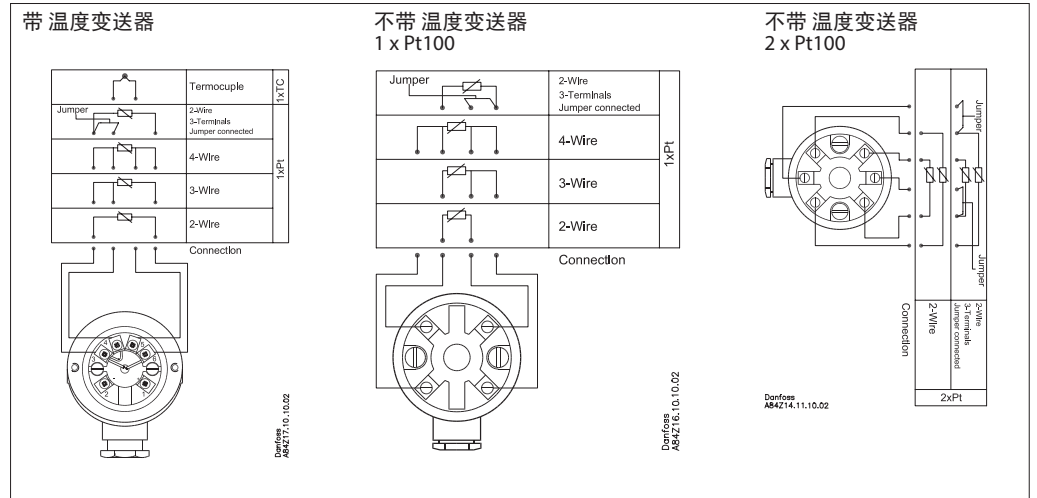 带 温度变送器
Termocuple
1xTC
Jumper
2-Wire
3-Terminals
Jumper connected
4-Wire
3-Wire
2-Wire
1xPt
Connection
Danfoss
A84Z17.10.10.02
不带 温度变送器
1 x Pt100
Jumper
2-Wire
3-Terminals
Jumper connected
4-Wire
3-Wire
2-Wire
1xPt
Connection
Danfoss
A84Z16.10.10.02
不带 温度变送器
2 x Pt100
Jumper
Jumper
Connection
2-Wire
2-Wire
3-Terminals
Jumper connected
2xPt
Danfoss
A84Z14.11.10.02